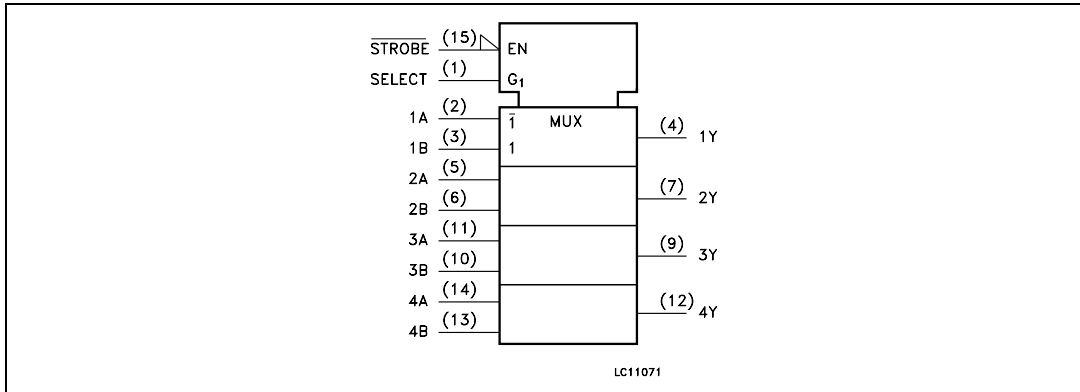 STROBE (15) EN
SELECT (1) G1
1A (2) 1 MUX (4) 1Y
1B (3) 1
2A (5) (7) 2Y
2B (6)
3A (11) (9) 3Y
3B (10)
4A (14) (12) 4Y
4B (13)
LC11071